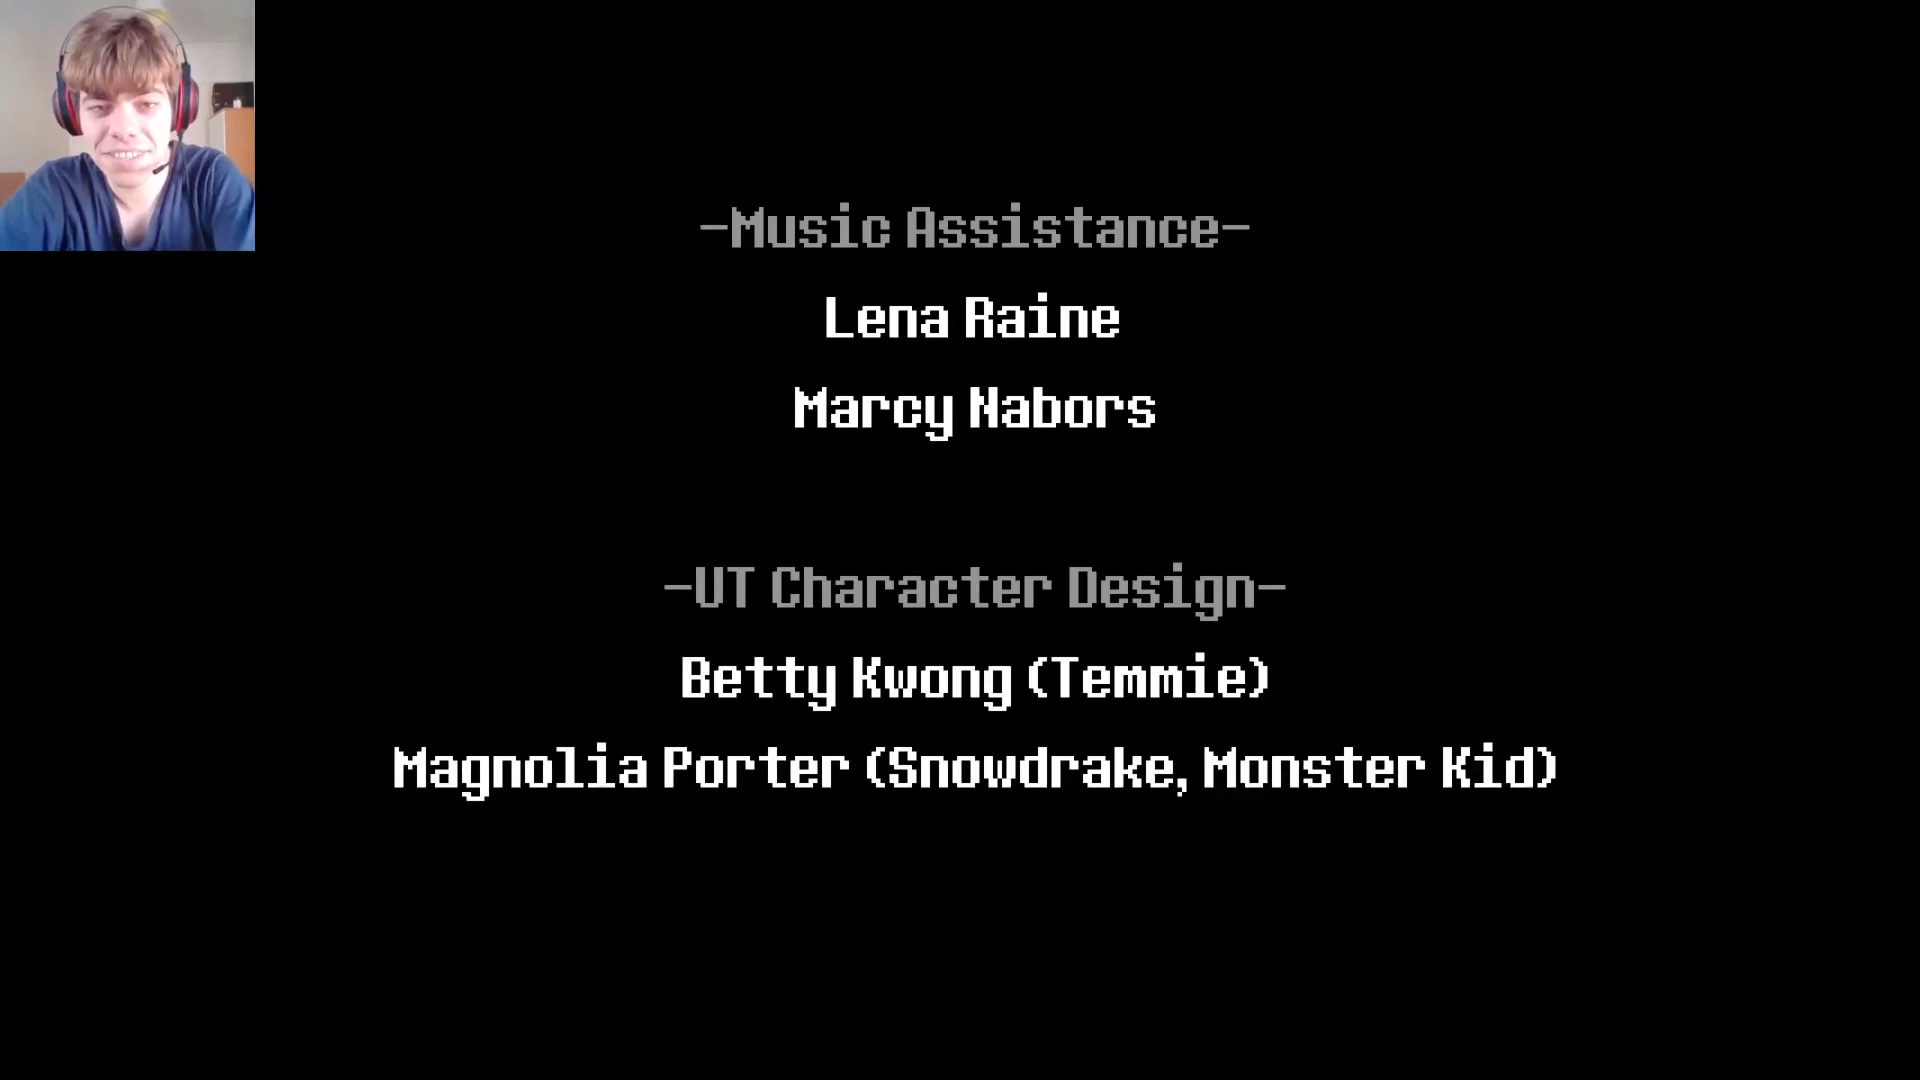 -Music Assistance-
Lena Raine
Marcy Nabors
-UT Character Design-
Betty Kwong (Temmie)
Magnolia Porter (Snowdrake, Monster Kid)